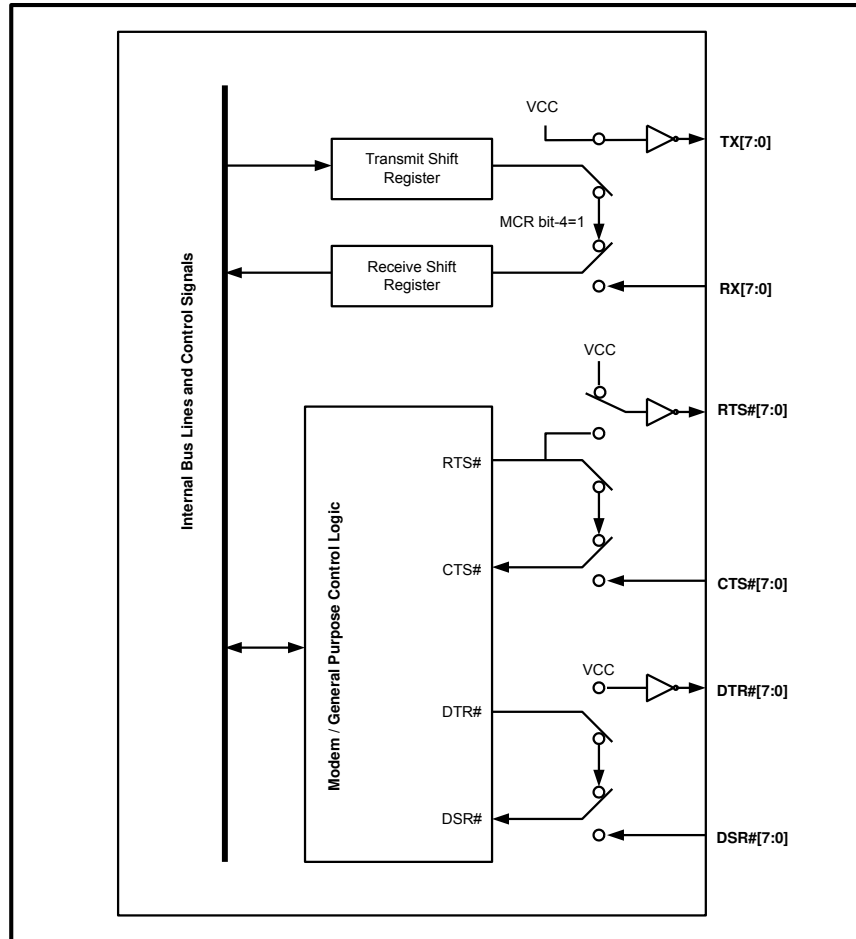 VCC
TX[7:0]
Transmit Shift
Register
MCR bit-4=1
Receive Shift
Register
RX[7:0]
Internal Bus Lines and Control Signals
VCC
RTS#[7:0]
Modem / General Purpose Control Logic
RTS#
CTS#
CTS#[7:0]
VCC
DTR#[7:0]
DTR#
DSR#
DSR#[7:0]